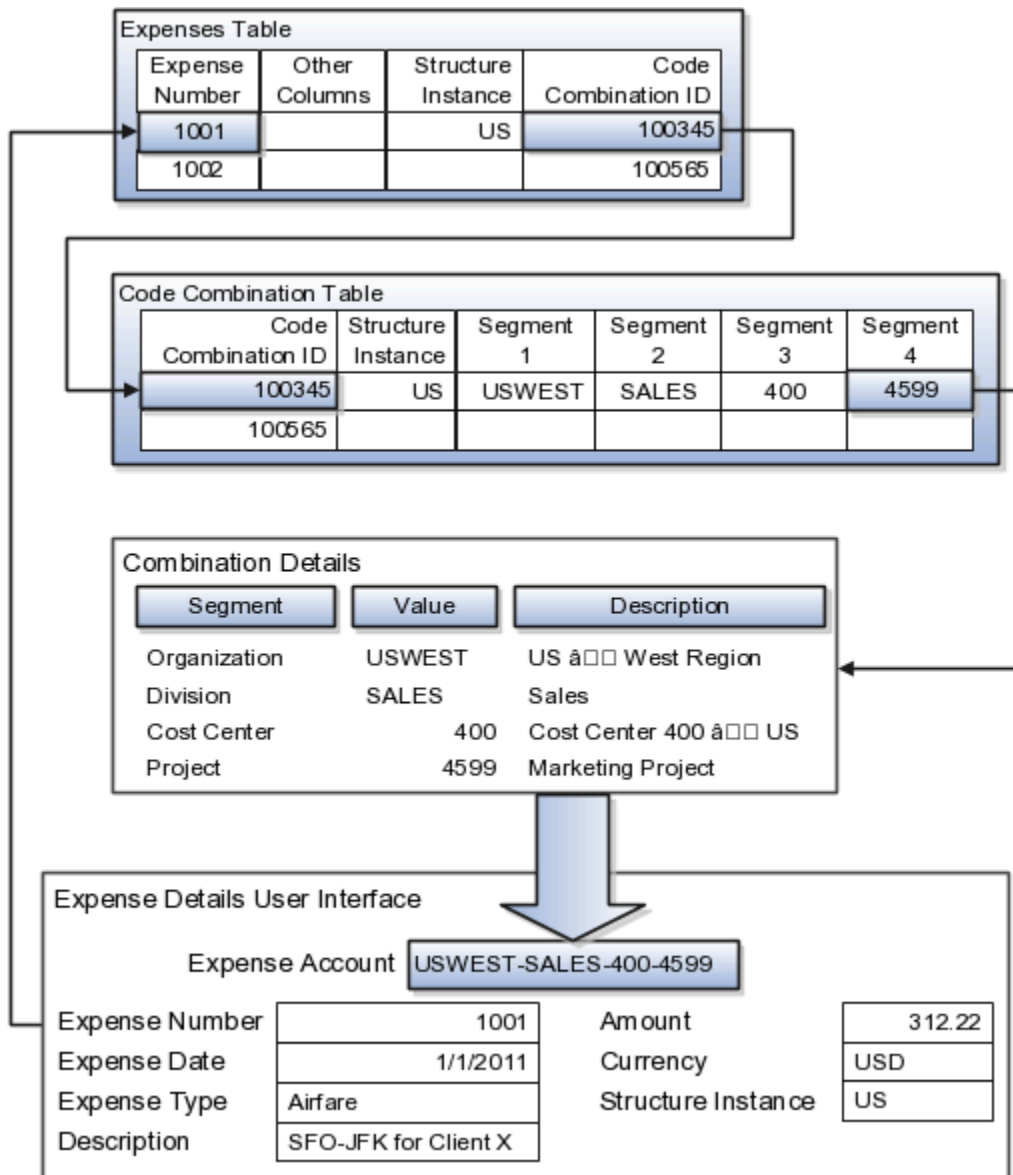 Expenses Table
Expense Number Other Columns Structure Instance Code Combination ID
1001 US 100345
1002 100565
Code Combination Table
Code Combination ID Structure Instance Segment 1 Segment 2 Segment 3 Segment 4
100345 US USWEST SALES 400 4599
100565
Combination Details
Segment Value Description
Organization USWEST US â□□ West Region
Division SALES Sales
Cost Center 400 Cost Center 400 â□□ US
Project 4599 Marketing Project
Expense Details User Interface
Expense Account USWEST-SALES-400-4599
Expense Number 1001 Amount 312.22
Expense Date 1/1/2011 Currency USD
Expense Type Airfare Structure Instance US
Description SFO-JFK for Client X